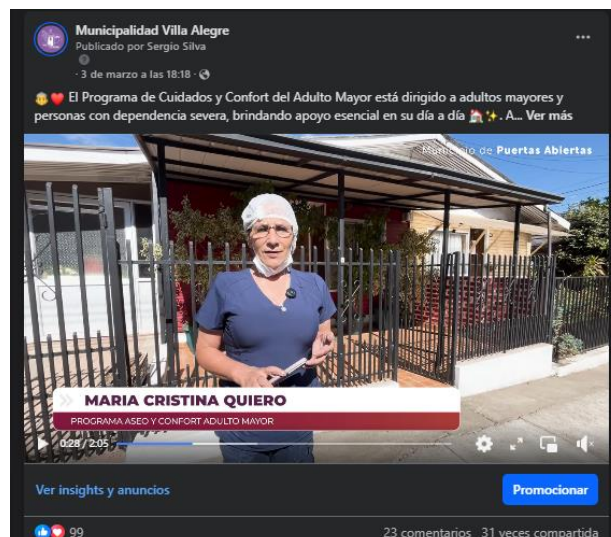 Municipalidad Villa Alegre
Publicado por Sergio Silva
· 3 de marzo a las 18:18 ·
El Programa de Cuidados y Confort del Adulto Mayor está dirigido a adultos mayores y
personas con dependencia severa, brindando apoyo esencial en su día a día. A... Ver más
Municipio de Puertas Abiertas
MARIA CRISTINA QUIERO
PROGRAMA ASEO Y CONFORT ADULTO MAYOR
0:28 / 2:05
Ver insights y anuncios
Promocionar
99
23 comentarios 31 veces compartida